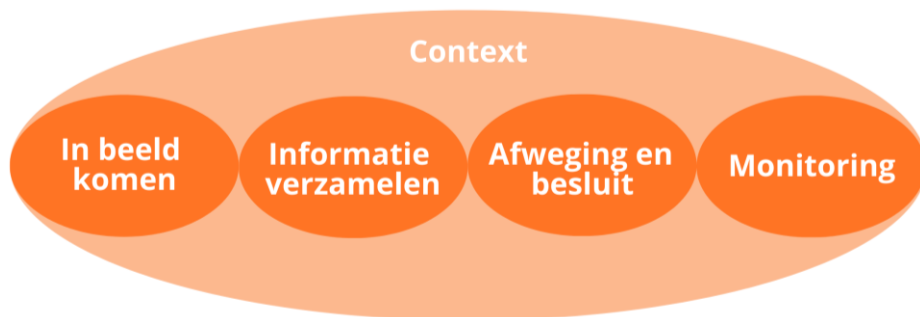 Context
In beeld
komen
Informatie
verzamelen
Afweging en
besluit
Monitoring